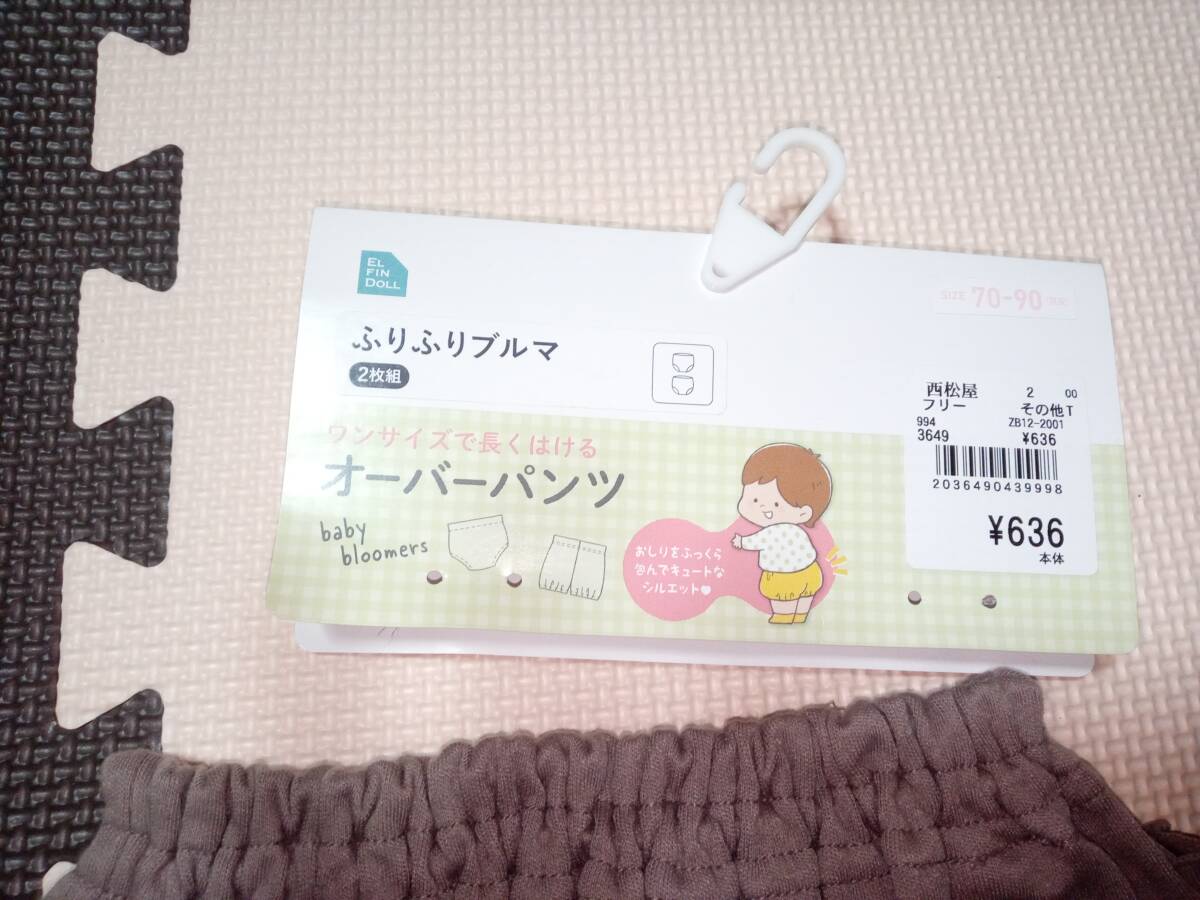 EL
FIN
DOLL
SIZE 70-90
ふりふりブルマ
2枚組
ワンサイズで長くはける
オーバーパンツ
baby
bloomers
おしりをふっくら
包んでキュートな
シルエット♥
西松屋 2 00
フリー その他T
994 ZB12-2001
3649 ¥636
2036490439998
¥636
本体